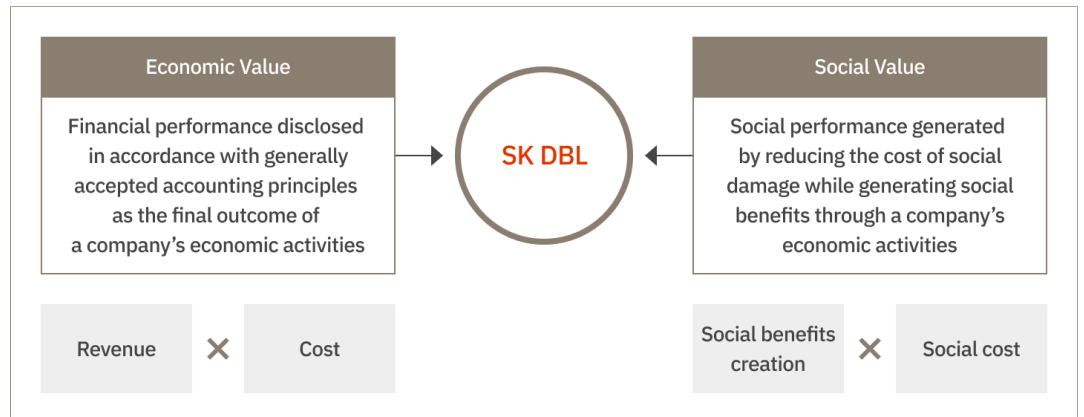 Economic Value
Financial performance disclosed
in accordance with generally
accepted accounting principles
as the final outcome of
a company’s economic activities
SK DBL
Social Value
Social performance generated
by reducing the cost of social
damage while generating social
benefits through a company’s
economic activities
Revenue × Cost
Social benefits
creation × Social cost